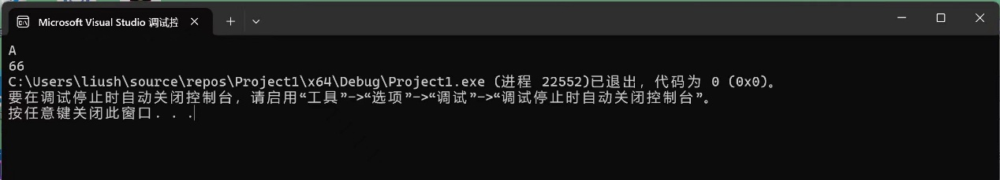 Microsoft Visual Studio 调试控
A
66
C:\Users\liush\source\repos\Project1\x64\Debug\Project1.exe (进程 22552)已退出，代码为 0 (0x0)。
要在调试停止时自动关闭控制台，请启用“工具”->“选项”->“调试”->“调试停止时自动关闭控制台”。
按任意键关闭此窗口. . .